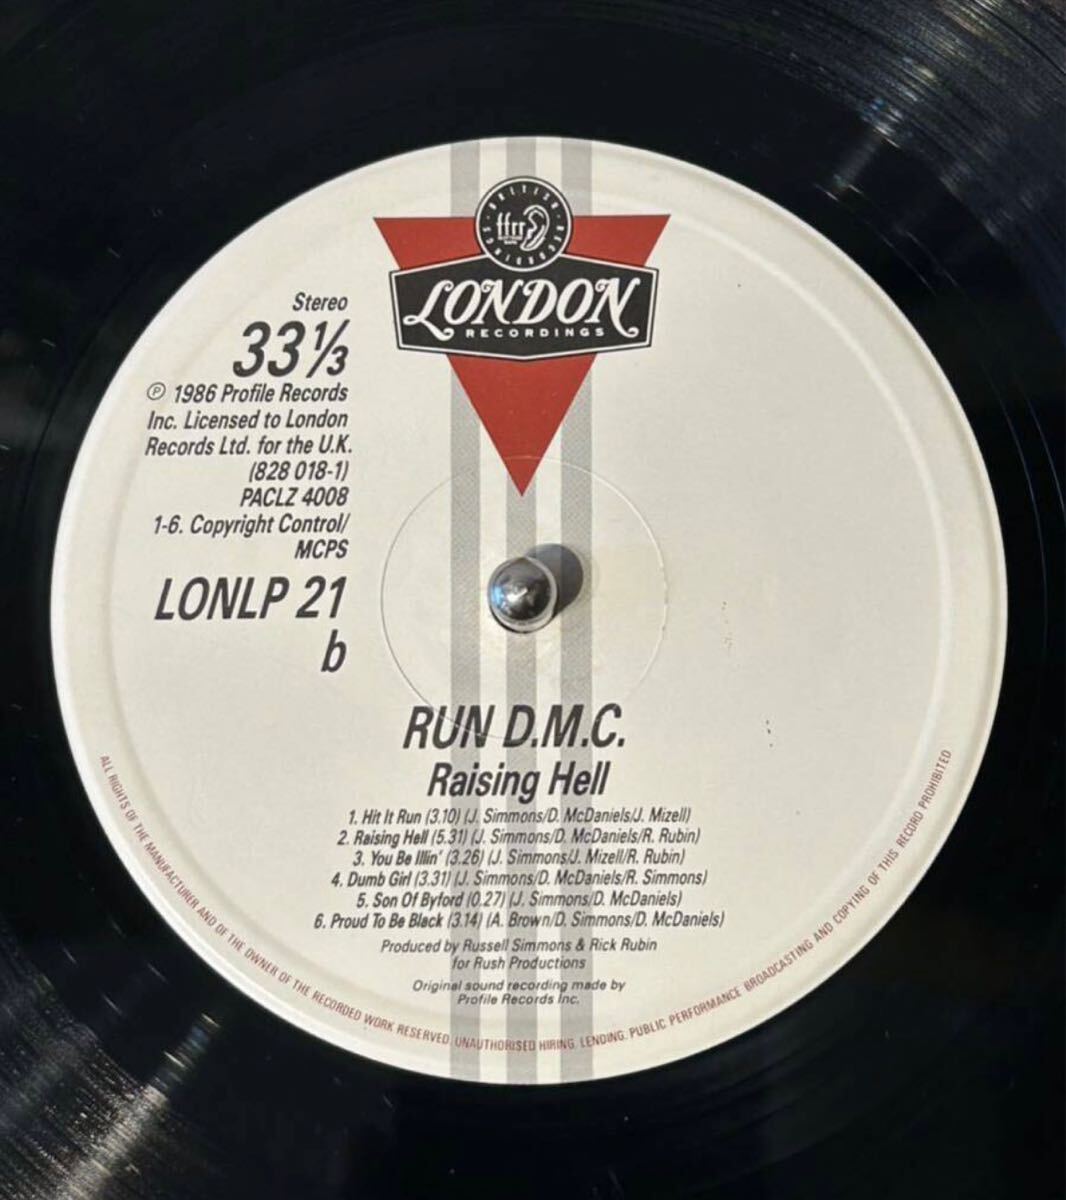 BRITISH RECORDINGS
ffrr
LONDON
RECORDINGS
Stereo
33⅓
℗ 1986 Profile Records
Inc. Licensed to London
Records Ltd. for the U.K.
(828 018-1)
PACLZ 4008
1-6. Copyright Control/
MCPS
LONLP 21
b
RUN D.M.C.
Raising Hell
1. Hit It Run (3.10) (J. Simmons/D. McDaniels/J. Mizell)
2. Raising Hell (5.31) (J. Simmons/D. McDaniels/R. Rubin)
3. You Be Illin' (3.26) (J. Simmons/J. Mizell/R. Rubin)
4. Dumb Girl (3.31) (J. Simmons/D. McDaniels/R. Simmons)
5. Son Of Byford (0.27) (J. Simmons/D. McDaniels)
6. Proud To Be Black (3.14) (A. Brown/D. Simmons/D. McDaniels)
Produced by Russell Simmons & Rick Rubin
for Rush Productions
Original sound recording made by
Profile Records Inc.
ALL RIGHTS OF THE MANUFACTURER AND OF THE OWNER OF THE RECORDED WORK RESERVED. UNAUTHORISED HIRING, LENDING, PUBLIC PERFORMANCE BROADCASTING AND COPYING OF THIS RECORD PROHIBITED